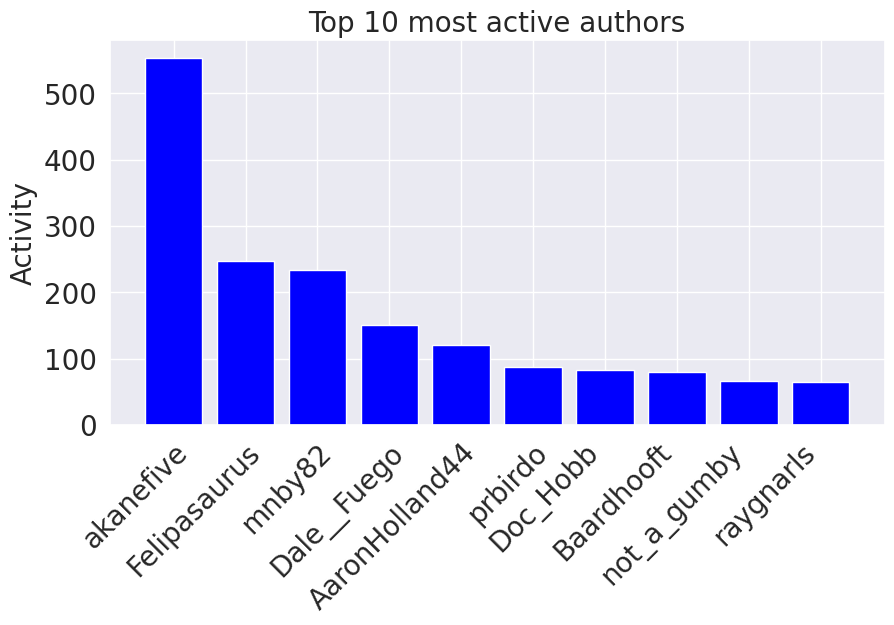 Top 10 most active authors
Activity
500
400
300
200
100
0
akanefive
Felipasaurus
mnby82
Dale__Fuego
AaronHolland44
prbirdo
Doc_Hobb
Baardhooft
not_a_gumby
raygnarls